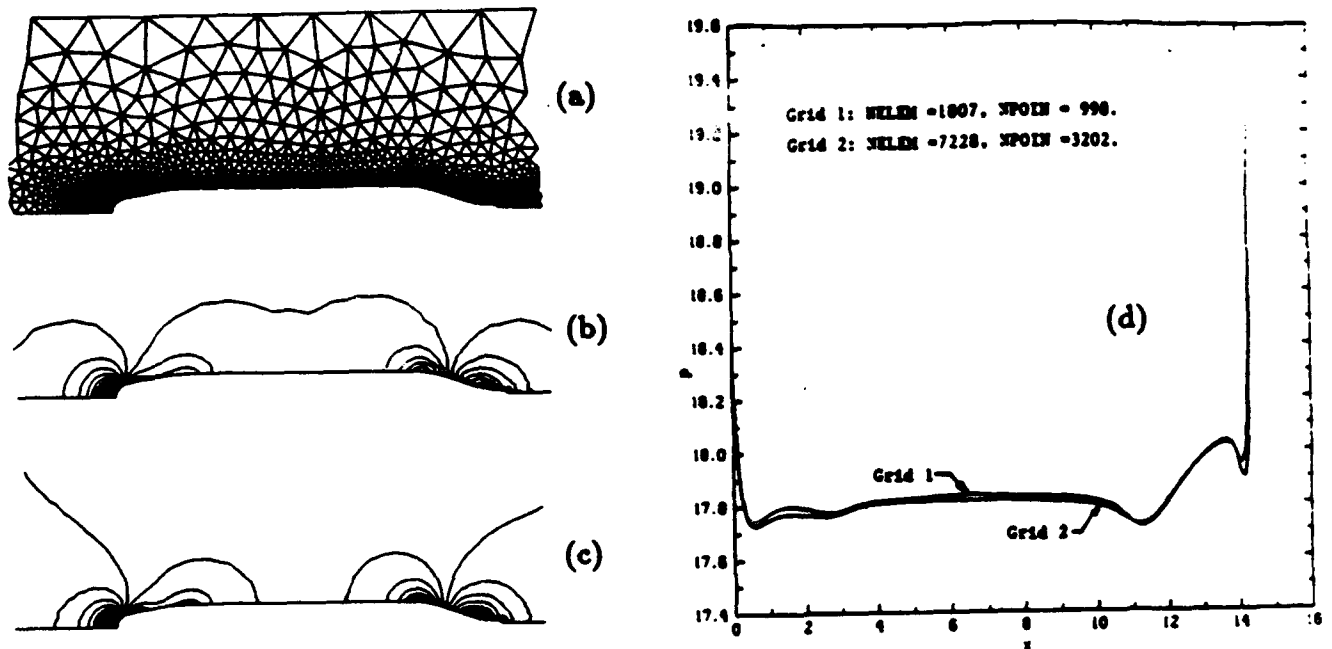 (a)
(b)
(c)
19.6
19.4
Grid 1: NELEM =1807, NPOIN = 998.
19.2
Grid 2: NELEM =7228, NPOIN =3202.
19.0
18.8
18.6
(d)
18.4
P
18.2
18.0
Grid 1
17.8
Grid 2
17.6
17.4
0 2 4 6 8 10 12 14 16
x